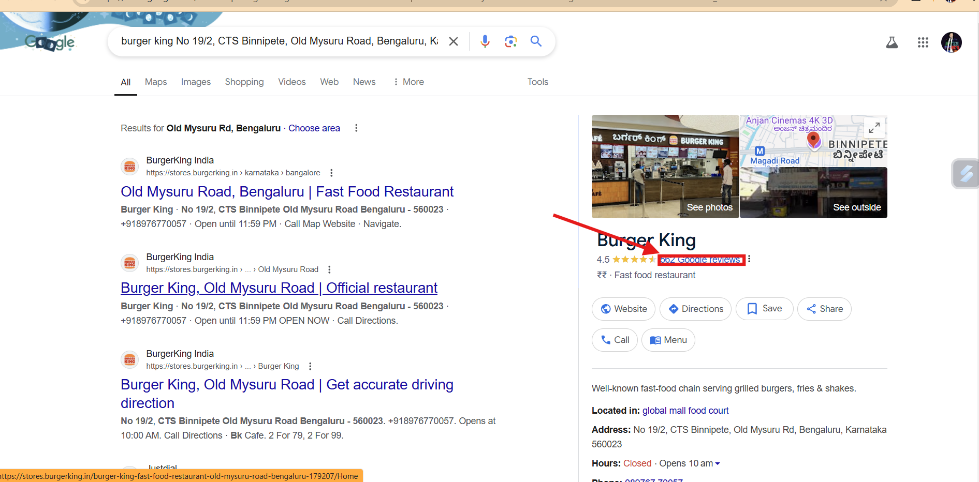 Google
burger king No 19/2, CTS Binnipete, Old Mysuru Road, Bengaluru, Ka
All Maps Images Shopping Videos Web News More Tools
Results for Old Mysuru Rd, Bengaluru · Choose area
BurgerKing India
https://stores.burgerking.in › karnataka › bangalore
Old Mysuru Road, Bengaluru | Fast Food Restaurant
Burger King · No 19/2, CTS Binnipete Old Mysuru Road Bengaluru - 560023 ·
+918976770057 · Open until 11:59 PM · Call Map Website · Navigate.
BurgerKing India
https://stores.burgerking.in › ... › Old Mysuru Road
Burger King, Old Mysuru Road | Official restaurant
Burger King · No 19/2, CTS Binnipete Old Mysuru Road Bengaluru - 560023 ·
+918976770057 · Open until 11:59 PM OPEN NOW · Call Directions.
BurgerKing India
https://stores.burgerking.in › ... › Burger King
Burger King, Old Mysuru Road | Get accurate driving
direction
No 19/2, CTS Binnipete Old Mysuru Road Bengaluru - 560023. +918976770057. Opens at
10:00 AM. Call Directions · Bk Cafe. 2 For 79, 2 For 99.
Justdial
https://stores.burgerking.in/burger-king-fast-food-restaurant-old-mysuru-road-bengaluru-179207/Home
ಬರ್ಗರ್ ಕಿಂಗ್ BURGER KING
See photos
Anjan Cinemas 4K 3D
ಅಂಜನ್ ಚಿತ್ರಮಂದಿರ
BINNIPETE
ಬಿನ್ನಿಪೇಟೆ
Magadi Road
See outside
Burger King
4.5 Google reviews
₹₹ · Fast food restaurant
Website Directions Save Share
Call Menu
Well-known fast-food chain serving grilled burgers, fries & shakes.
Located in: global mall food court
Address: No 19/2, CTS Binnipete, Old Mysuru Rd, Bengaluru, Karnataka
560023
Hours: Closed · Opens 10 am
Phone: 089767 70057